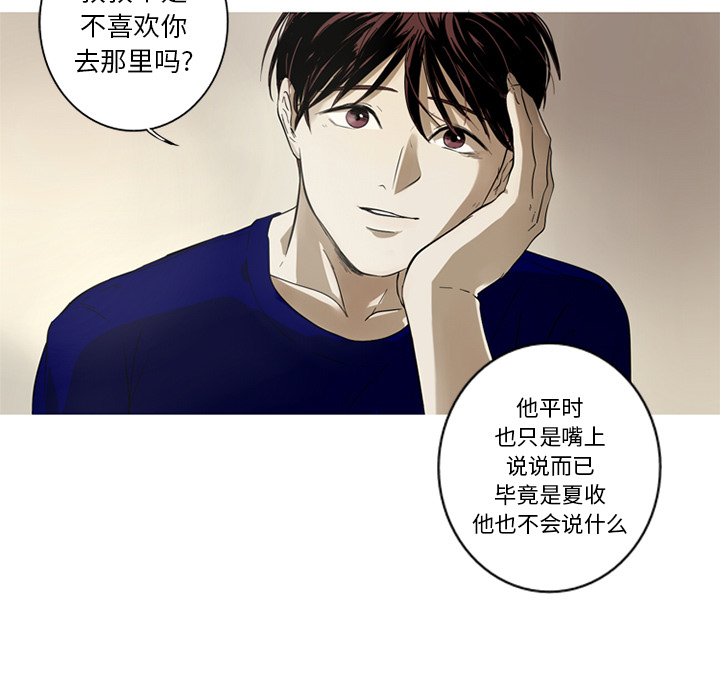 不喜欢你
去那里吗?
他平时
也只是嘴上
说说而已
毕竟是夏收
他也不会说什么